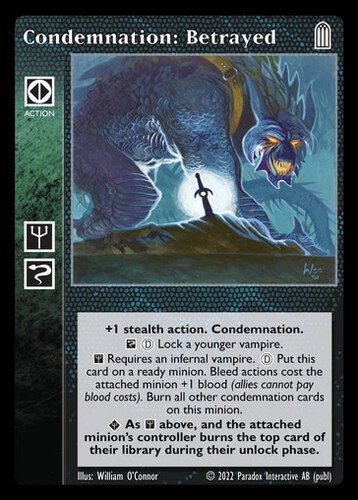 Condemnation: Betrayed
ACTION
Woc
+1 stealth action. Condemnation.
D Lock a younger vampire.
Requires an infernal vampire. D Put this
card on a ready minion. Bleed actions cost the
attached minion +1 blood (allies cannot pay
blood costs). Burn all other condemnation cards
on this minion.
As above, and the attached
minion's controller burns the top card of
their library during their unlock phase.
Illus: William O'Connor © 2022 Paradox Interactive AB (publ)